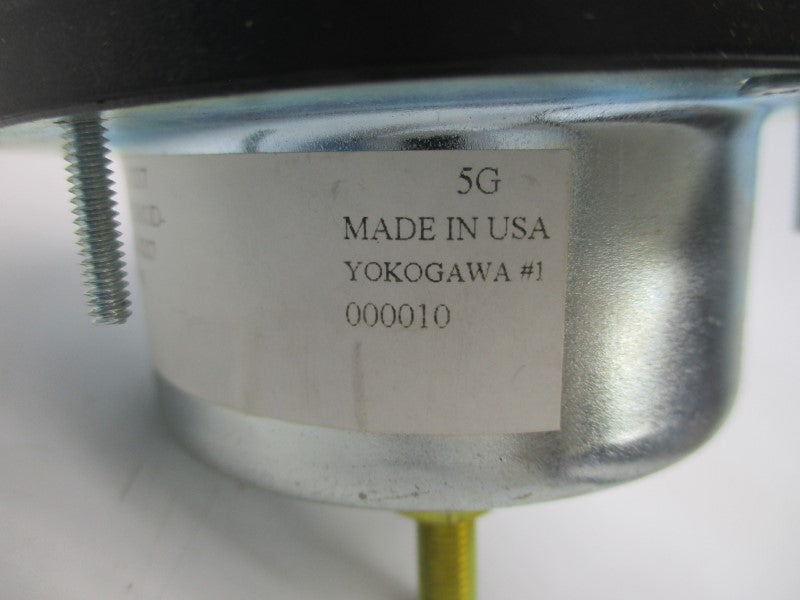 5G
MADE IN USA
YOKOGAWA #1
000010